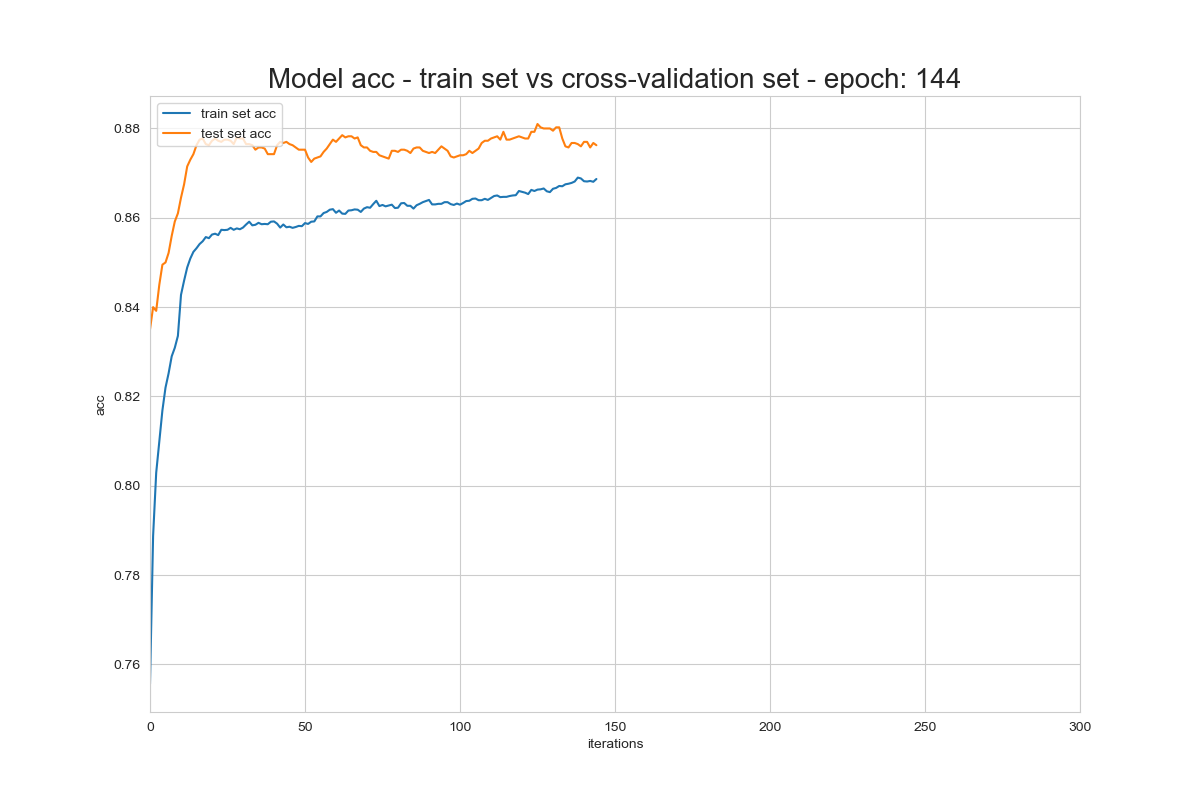 Model acc - train set vs cross-validation set - epoch: 144
train set acc
test set acc
0.88
0.86
0.84
0.82
0.80
0.78
0.76
acc
0 50 100 150 200 250 300
iterations